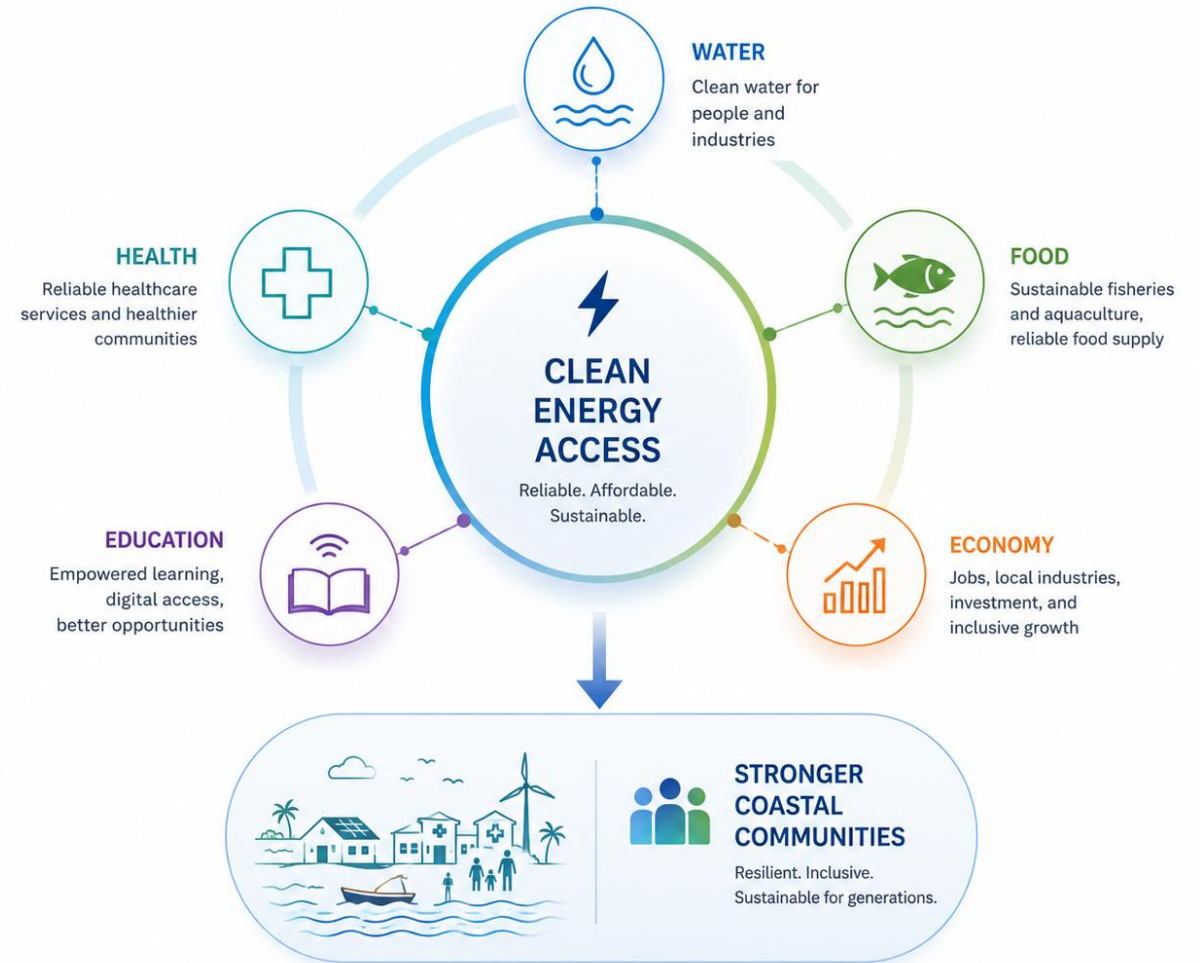 WATER
Clean water for
people and
industries
HEALTH
Reliable healthcare
services and healthier
communities
FOOD
Sustainable fisheries
and aquaculture,
reliable food supply
CLEAN
ENERGY
ACCESS
Reliable. Affordable.
Sustainable.
EDUCATION
Empowered learning,
digital access,
better opportunities
ECONOMY
Jobs, local industries,
investment, and
inclusive growth
STRONGER
COASTAL
COMMUNITIES
Resilient. Inclusive.
Sustainable for generations.